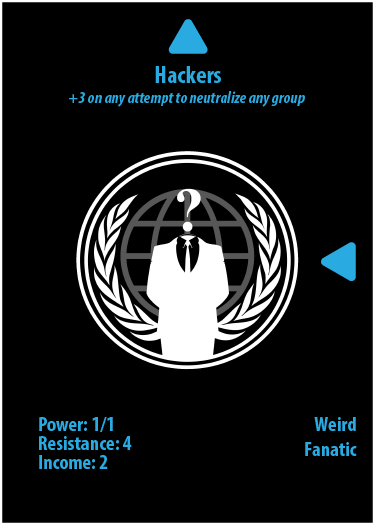 Hackers
+3 on any attempt to neutralize any group
?
Power: 1/1
Resistance: 4
Income: 2
Weird
Fanatic